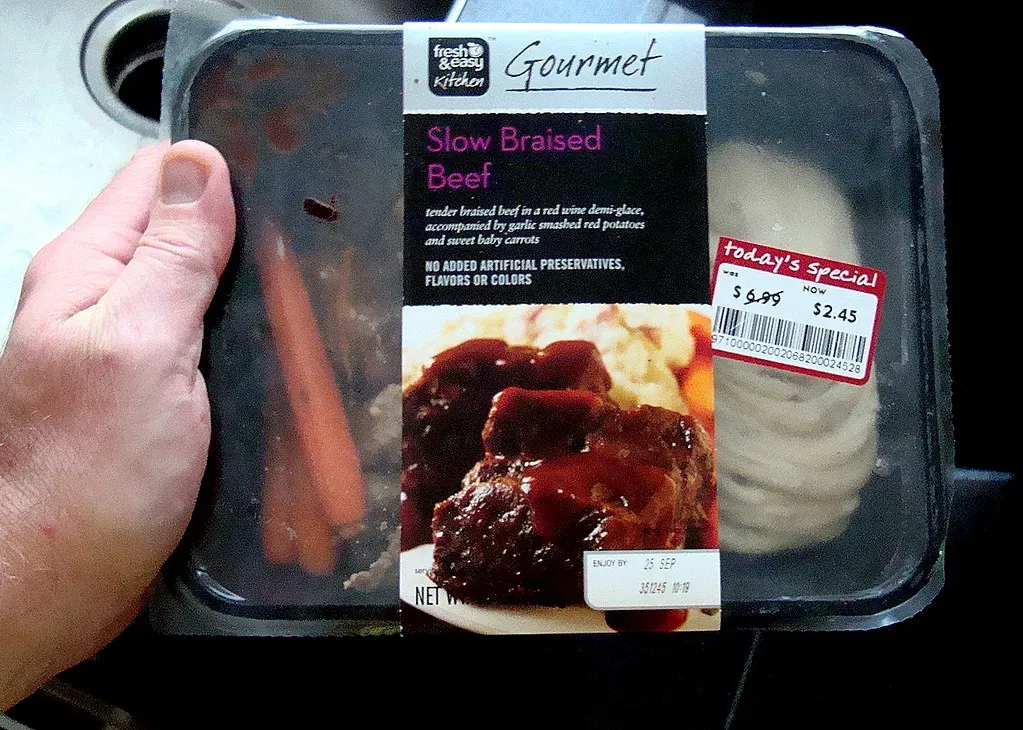 fresh
&easy
Kitchen
Gourmet
Slow Braised
Beef
tender braised beef in a red wine demi-glace,
accompanied by garlic smashed red potatoes
and sweet baby carrots
NO ADDED ARTIFICIAL PRESERVATIVES,
FLAVORS OR COLORS
today's special
was NOW
$6.99 $2.45
971000002002068200024528
ENJOY BY: 25 SEP
351245 10:19
NET